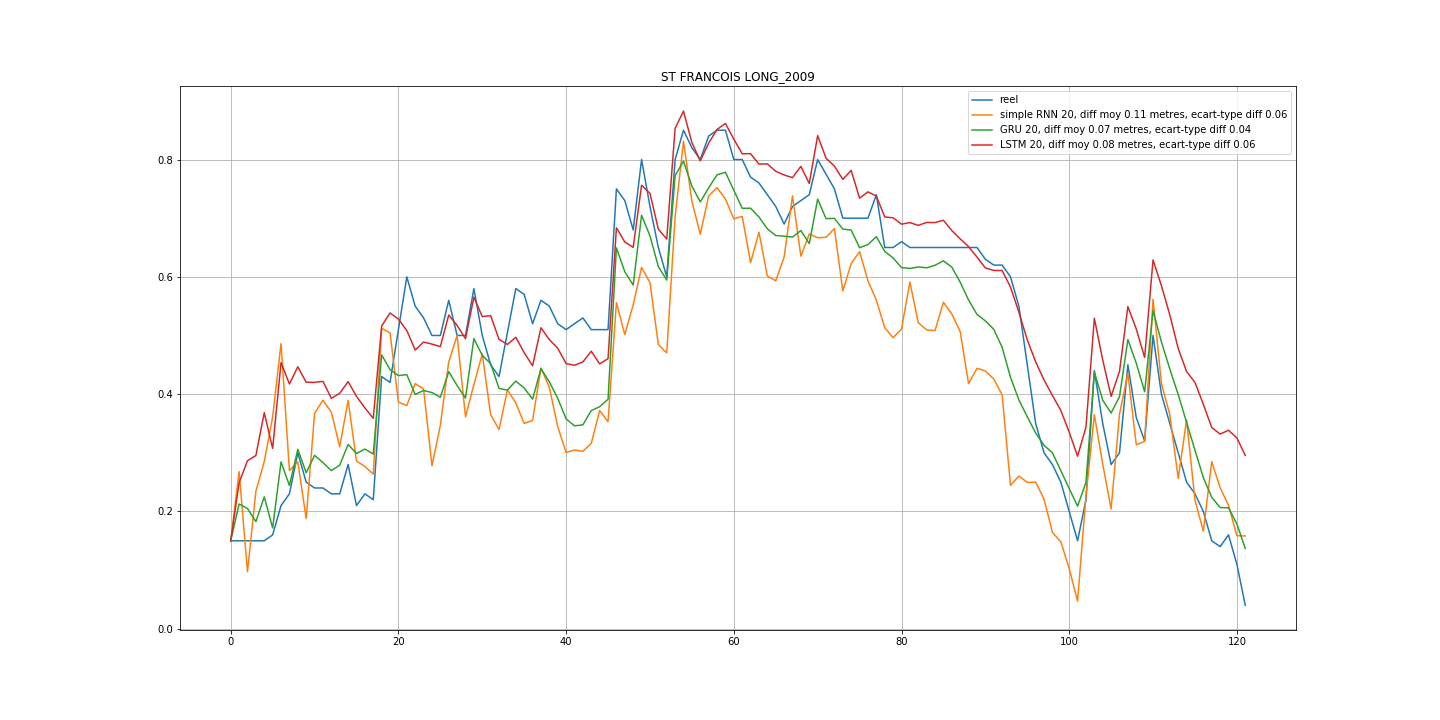 ST FRANCOIS LONG_2009
reel
simple RNN 20, diff moy 0.11 metres, ecart-type diff 0.06
GRU 20, diff moy 0.07 metres, ecart-type diff 0.04
LSTM 20, diff moy 0.08 metres, ecart-type diff 0.06
0.8
0.6
0.4
0.2
0.0
0 20 40 60 80 100 120